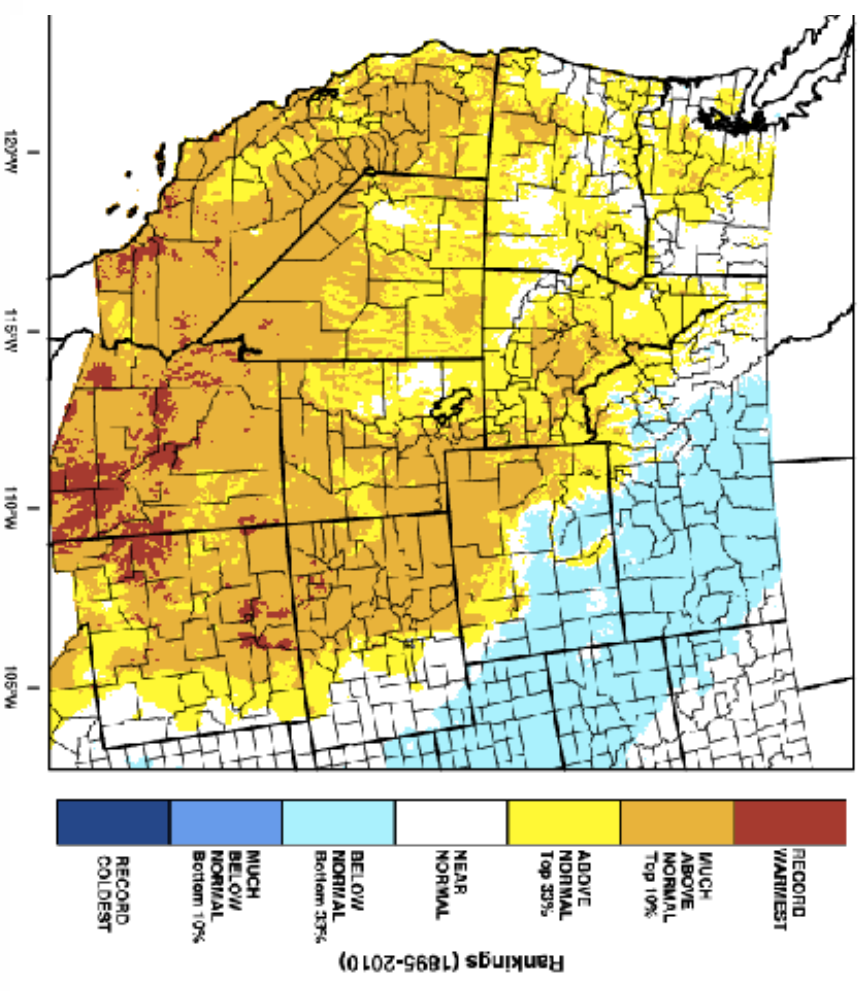 120°W
115°W
110°W
105°W
RECORD
COLDEST
MUCH
BELOW
NORMAL
Bottom 10%
BELOW
NORMAL
Bottom 33%
NEAR
NORMAL
ABOVE
NORMAL
Top 33%
MUCH
ABOVE
NORMAL
Top 10%
RECORD
WARMEST
Rankings (1895-2010)